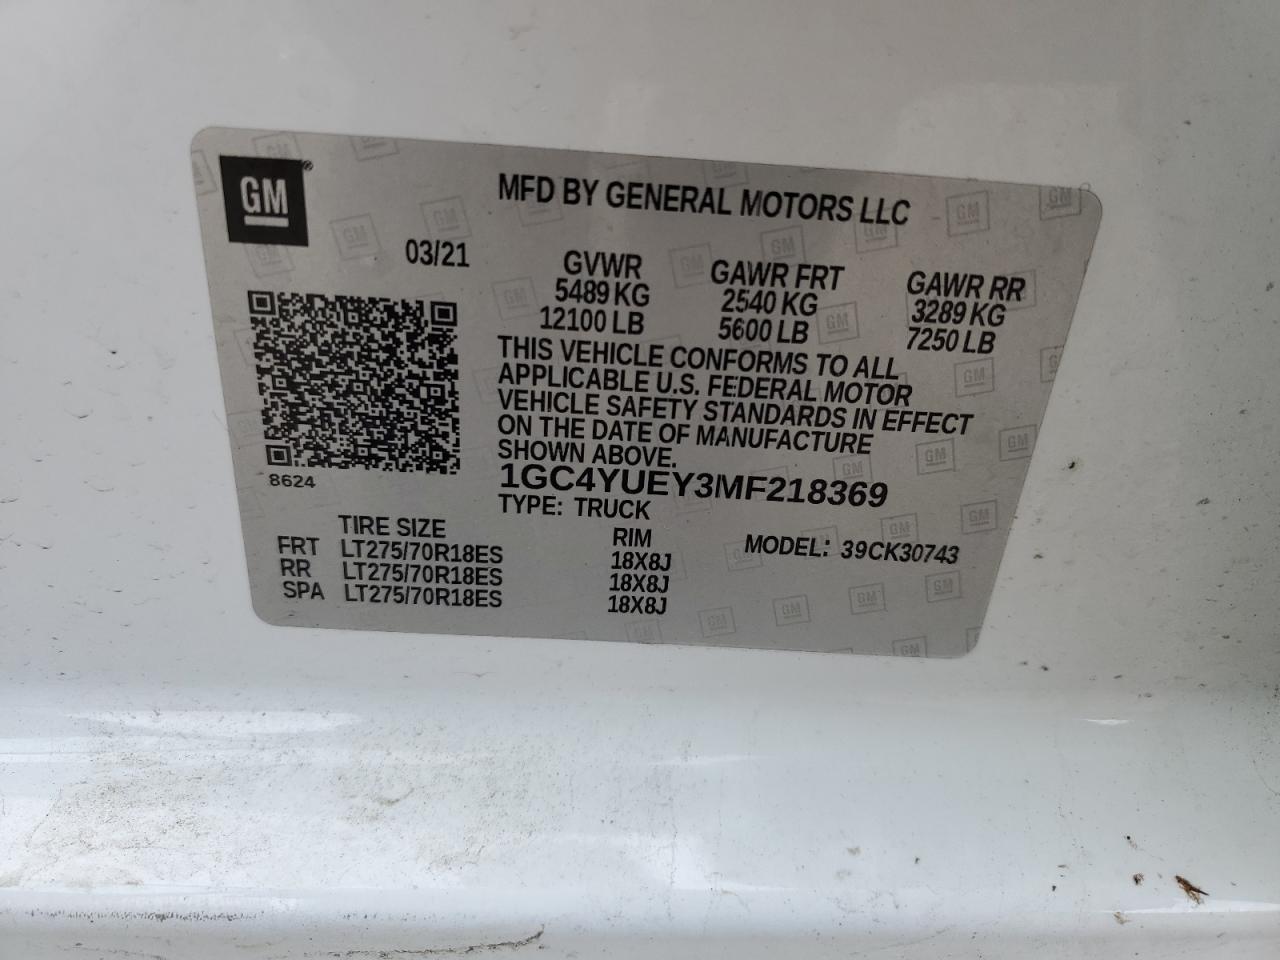 GM®
MFD BY GENERAL MOTORS LLC
03/21
GVWR GAWR FRT GAWR RR
5489 KG 2540 KG 3289 KG
12100 LB 5600 LB 7250 LB
THIS VEHICLE CONFORMS TO ALL
APPLICABLE U.S. FEDERAL MOTOR
VEHICLE SAFETY STANDARDS IN EFFECT
ON THE DATE OF MANUFACTURE
SHOWN ABOVE.
8624
1GC4YUEY3MF218369
TYPE: TRUCK
TIRE SIZE RIM MODEL: 39CK30743
FRT LT275/70R18ES 18X8J
RR LT275/70R18ES 18X8J
SPA LT275/70R18ES 18X8J